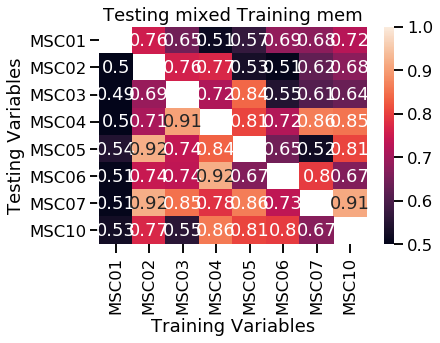 Testing mixed Training mem
Testing Variables
MSC01 0.76 0.65 0.51 0.57 0.69 0.68 0.72
MSC02 0.5 0.76 0.77 0.53 0.51 0.62 0.68
MSC03 0.49 0.69 0.72 0.84 0.55 0.61 0.64
MSC04 0.5 0.71 0.91 0.81 0.72 0.86 0.85
MSC05 0.54 0.92 0.74 0.84 0.65 0.52 0.81
MSC06 0.51 0.74 0.74 0.92 0.67 0.8 0.67
MSC07 0.51 0.92 0.85 0.78 0.86 0.73 0.91
MSC10 0.53 0.77 0.55 0.86 0.81 0.8 0.67
MSC01 MSC02 MSC03 MSC04 MSC05 MSC06 MSC07 MSC10
Training Variables
1.0
0.9
0.8
0.7
0.6
0.5